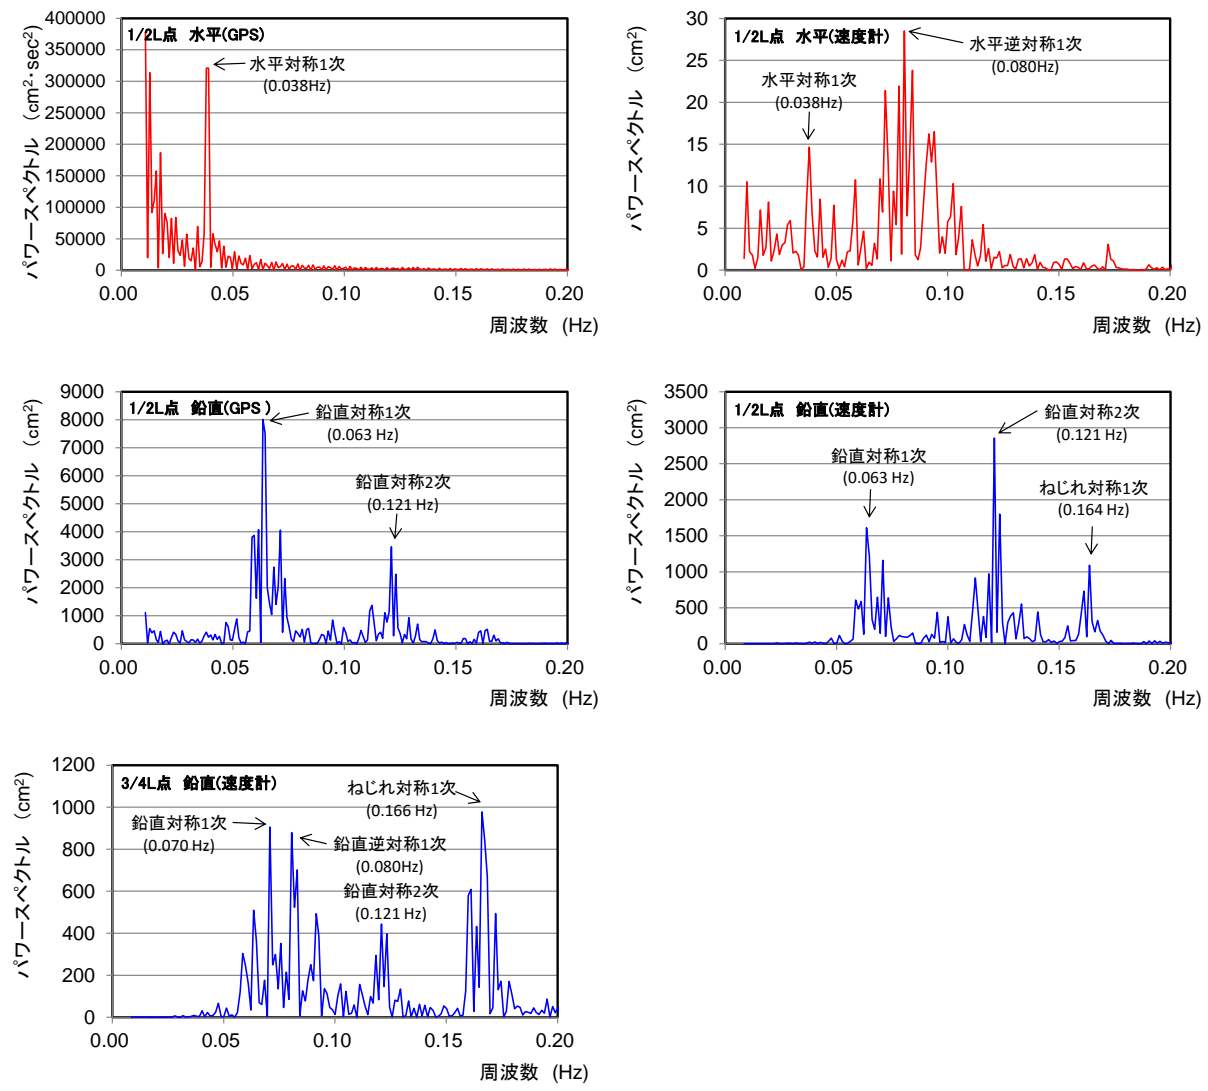 1/2L点 水平(GPS)
パワースペクトル (cm²･sec²)
400000
350000
300000
250000
200000
150000
100000
50000
0
水平対称1次
(0.038Hz)
0.00 0.05 0.10 0.15 0.20
周波数 (Hz)
1/2L点 水平(速度計)
パワースペクトル (cm²)
30
25
20
15
10
5
0
水平逆対称1次
(0.080Hz)
水平対称1次
(0.038Hz)
0.00 0.05 0.10 0.15 0.20
周波数 (Hz)
1/2L点 鉛直(GPS )
パワースペクトル (cm²)
9000
8000
7000
6000
5000
4000
3000
2000
1000
0
鉛直対称1次
(0.063 Hz)
鉛直対称2次
(0.121 Hz)
0.00 0.05 0.10 0.15 0.20
周波数 (Hz)
1/2L点 鉛直(速度計)
パワースペクトル (cm²)
3500
3000
2500
2000
1500
1000
500
0
鉛直対称2次
(0.121 Hz)
鉛直対称1次
(0.063 Hz)
ねじれ対称1次
(0.164 Hz)
0.00 0.05 0.10 0.15 0.20
周波数 (Hz)
3/4L点 鉛直(速度計)
パワースペクトル (cm²)
1200
1000
800
600
400
200
0
ねじれ対称1次
(0.166 Hz)
鉛直対称1次
(0.070 Hz)
鉛直逆対称1次
(0.080Hz)
鉛直対称2次
(0.121 Hz)
0.00 0.05 0.10 0.15 0.20
周波数 (Hz)